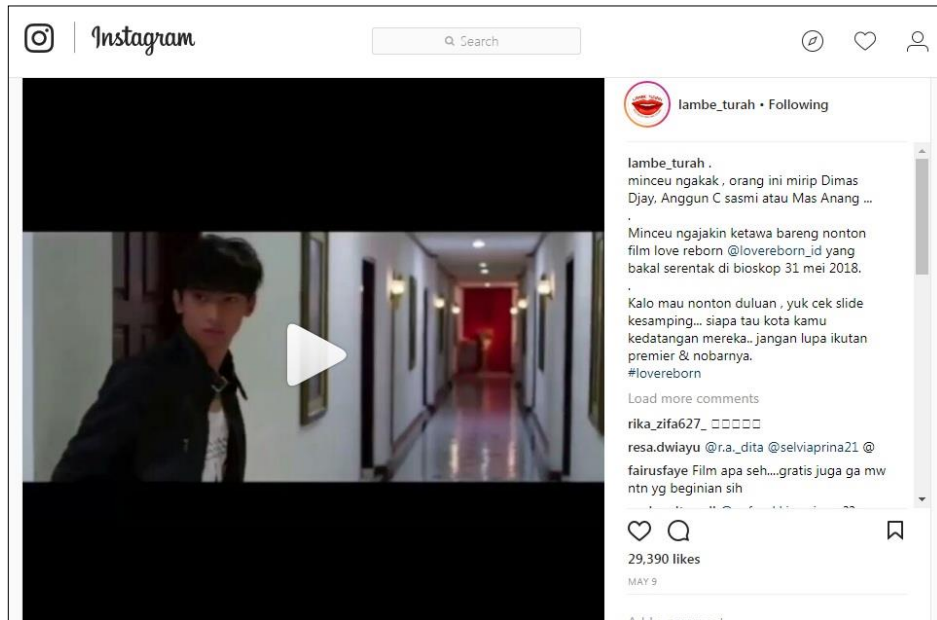 Instagram
Search
lambe_turah • Following
lambe_turah .
minceu ngakak , orang ini mirip Dimas
Djay, Anggun C sasmi atau Mas Anang ...
.
Minceu ngajakin ketawa bareng nonton
film love reborn @lovereborn_id yang
bakal serentak di bioskop 31 mei 2018.
.
Kalo mau nonton duluan , yuk cek slide
kesamping... siapa tau kota kamu
kedatangan mereka.. jangan lupa ikutan
premier & nobarnya.
#lovereborn
Load more comments
rika_zifa627_ □□□□□
resa.dwiayu @r.a._dita @selviaprina21 @
fairusfaye Film apa seh....gratis juga ga mw
ntn yg beginian sih
29,390 likes
MAY 9